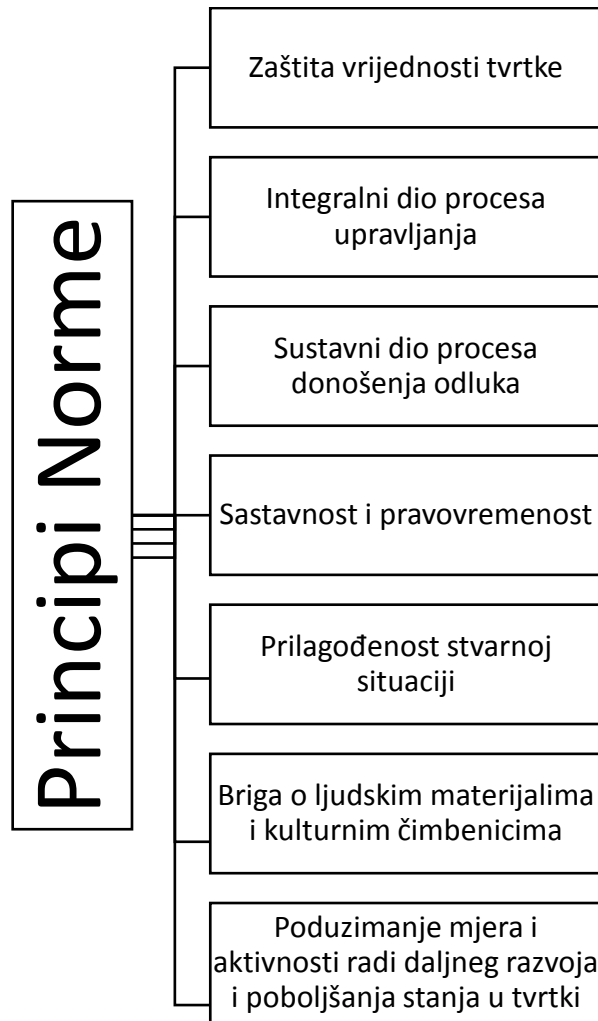 Principi Norme
Zaštita vrijednosti tvrtke
Integralni dio procesa
upravljanja
Sustavni dio procesa
donošenja odluka
Sastavnost i pravovremenost
Prilagođenost stvarnoj
situaciji
Briga o ljudskim materijalima
i kulturnim čimbenicima
Poduzimanje mjera i
aktivnosti radi daljneg razvoja
i poboljšanja stanja u tvrtki